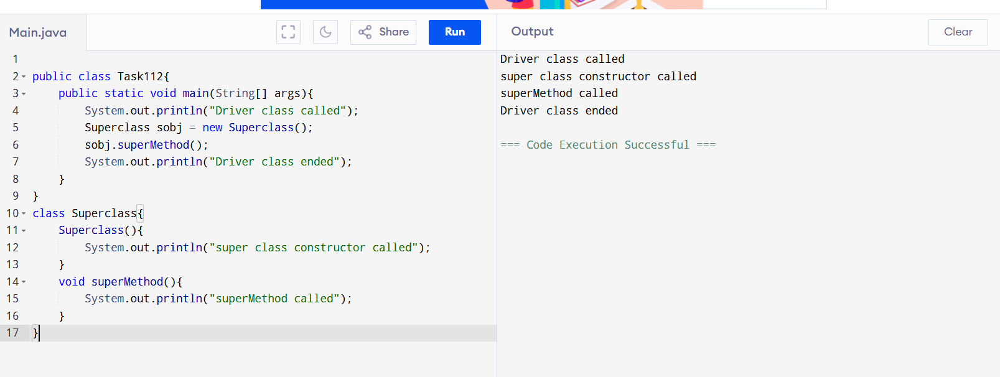 Main.java
Share
Run
Output
Clear
1
2 public class Task112{
3     public static void main(String[] args){
4         System.out.println("Driver class called");
5         Superclass sobj = new Superclass();
6         sobj.superMethod();
7         System.out.println("Driver class ended");
8     }
9 }
10 class Superclass{
11     Superclass(){
12         System.out.println("super class constructor called");
13     }
14     void superMethod(){
15         System.out.println("superMethod called");
16     }
17 }
Driver class called
super class constructor called
superMethod called
Driver class ended
=== Code Execution Successful ===